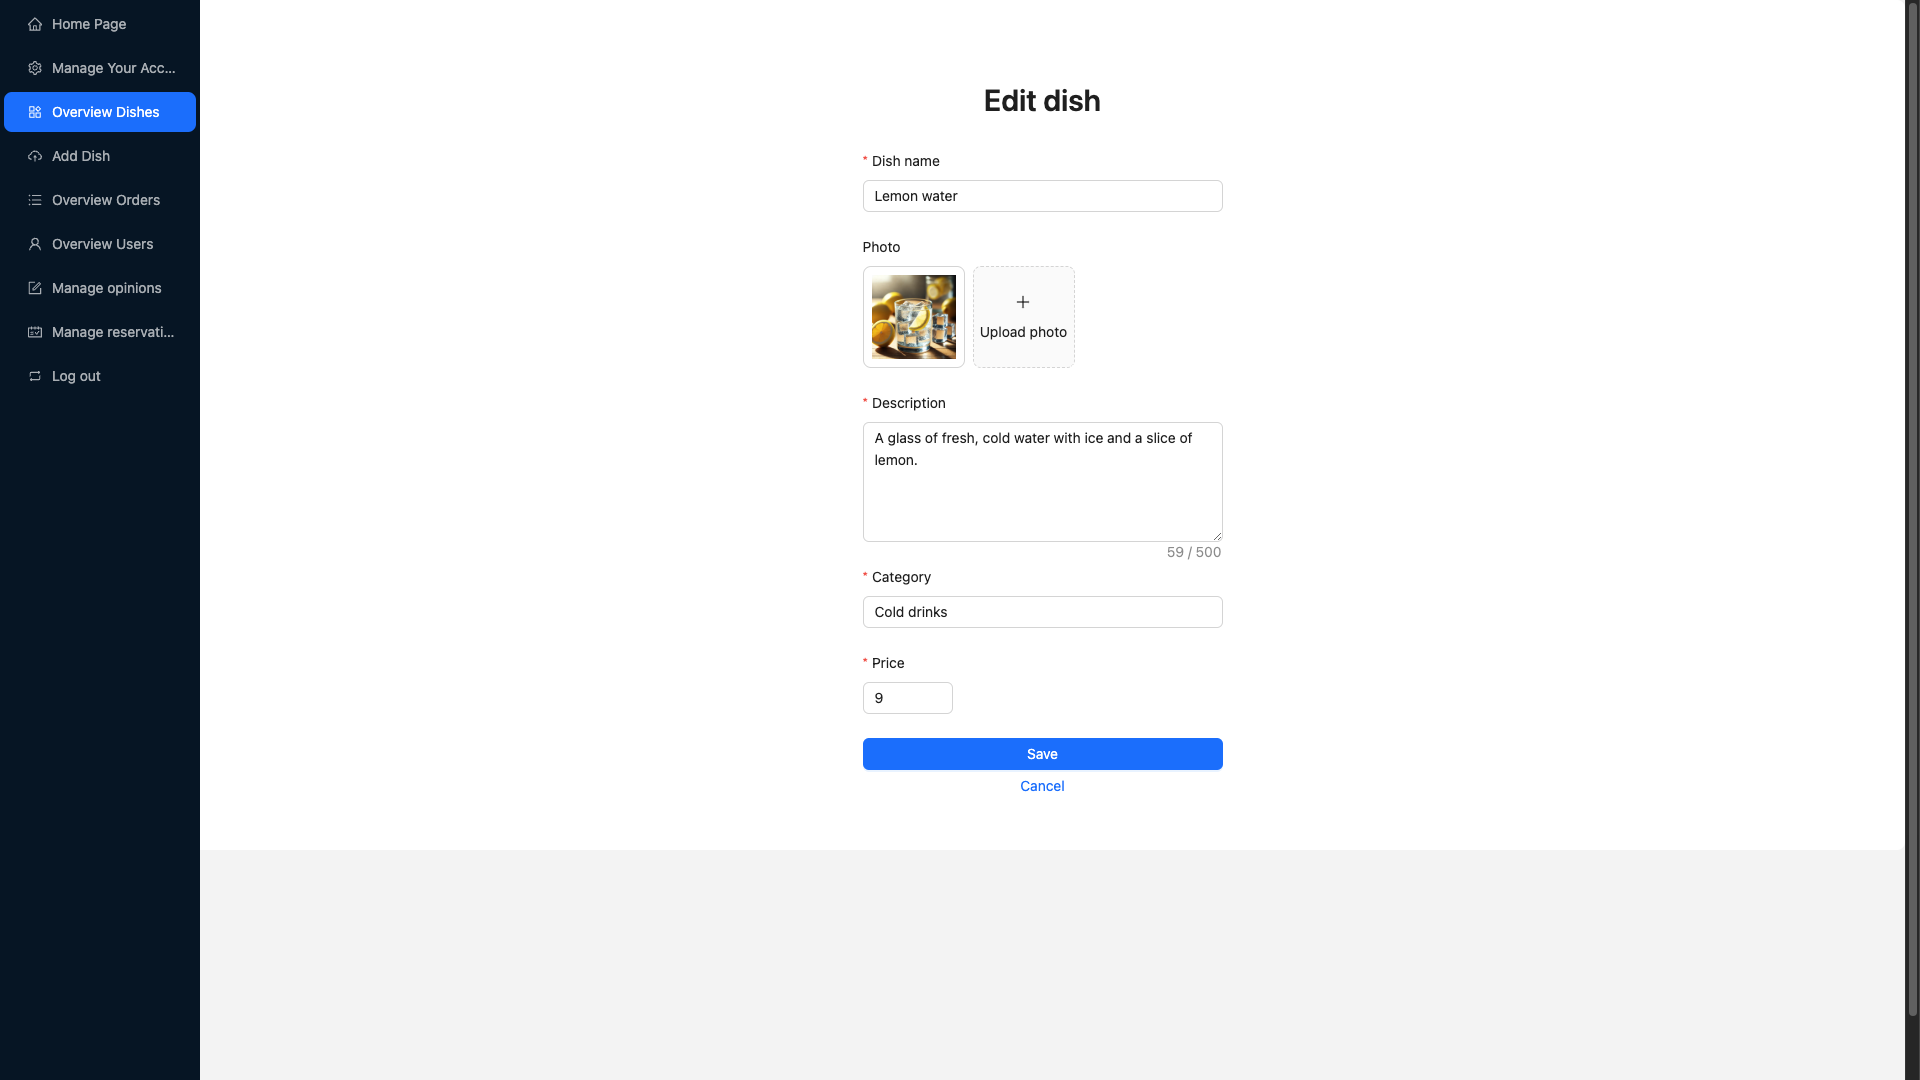 Home Page
Manage Your Acc...
Overview Dishes
Add Dish
Overview Orders
Overview Users
Manage opinions
Manage reservati...
Log out
Edit dish
* Dish name
Lemon water
Photo
Upload photo
* Description
A glass of fresh, cold water with ice and a slice of
lemon.
59 / 500
* Category
Cold drinks
* Price
9
Save
Cancel